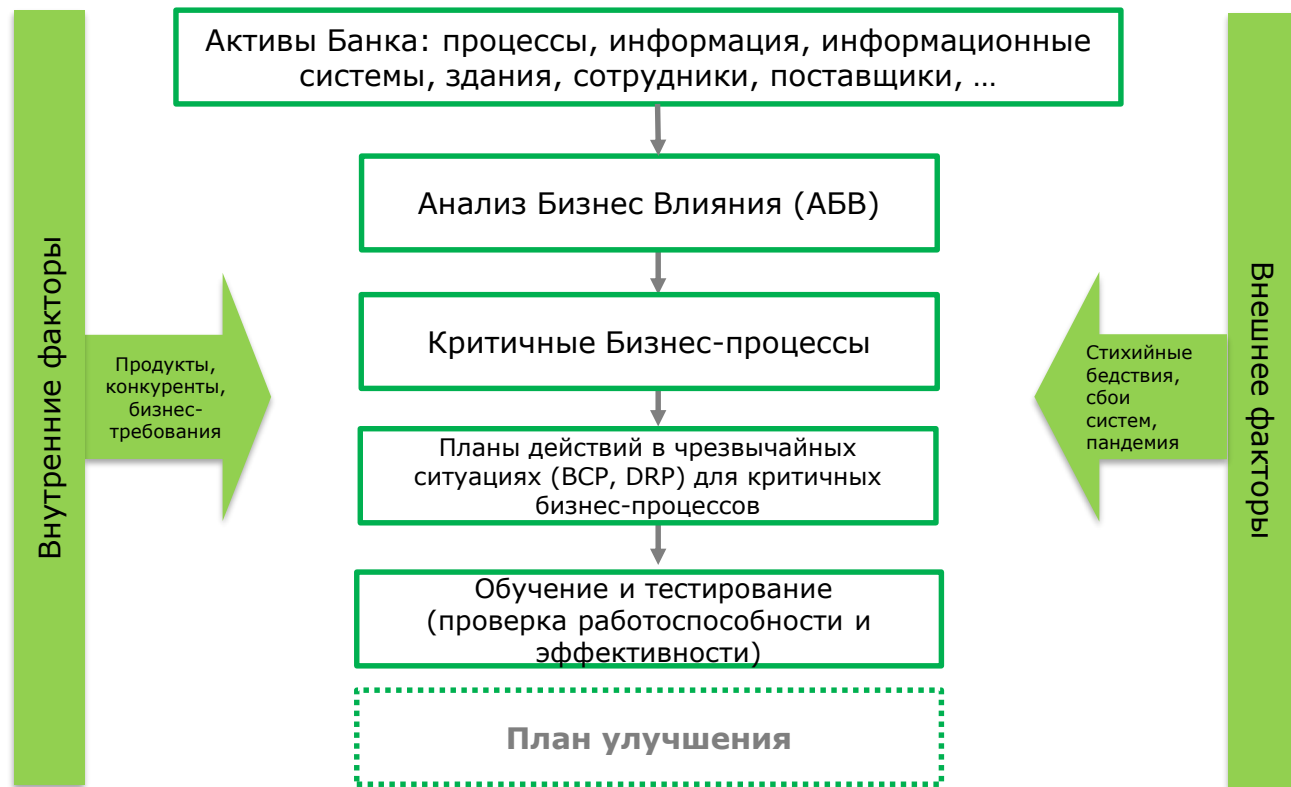 Активы Банка: процессы, информация, информационные
системы, здания, сотрудники, поставщики, …
Анализ Бизнес Влияния (АБВ)
Критичные Бизнес-процессы
Планы действий в чрезвычайных
ситуациях (BCP, DRP) для критичных
бизнес-процессов
Обучение и тестирование
(проверка работоспособности и
эффективности)
План улучшения
Внутренние факторы
Продукты,
конкуренты,
бизнес-
требования
Стихийные
бедствия,
сбои
систем,
пандемия
Внешнее факторы